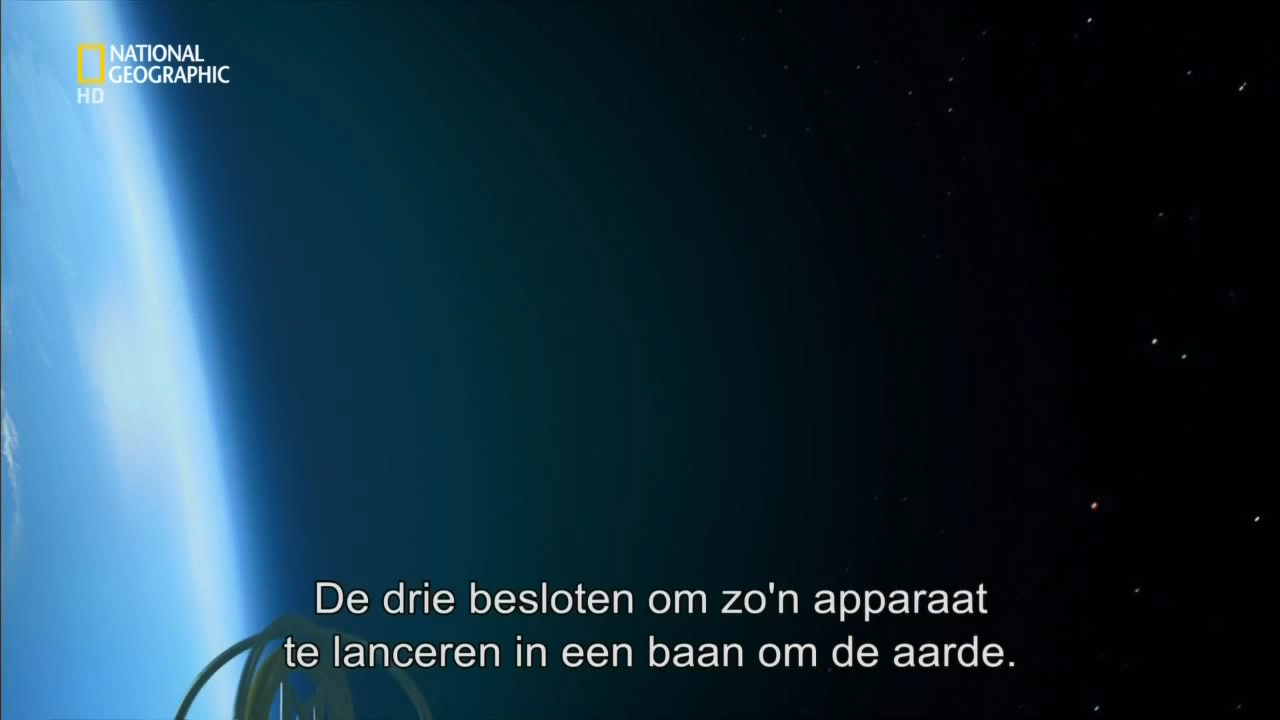 NATIONAL
GEOGRAPHIC
HD
De drie besloten om zo'n apparaat
te lanceren in een baan om de aarde.